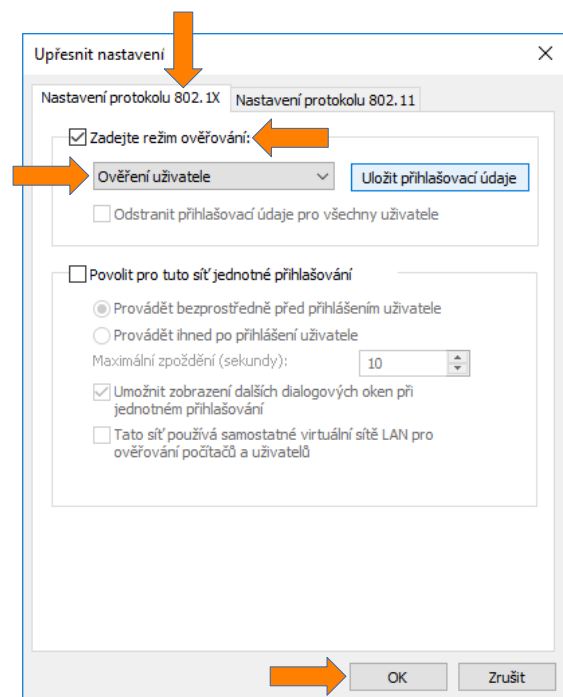 Upřesnit nastavení
Nastavení protokolu 802.1X
Nastavení protokolu 802.11
Zadejte režim ověřování:
Ověření uživatele
Uložit přihlašovací údaje
Odstranit přihlašovací údaje pro všechny uživatele
Povolit pro tuto síť jednotné přihlašování
Provádět bezprostředně před přihlášením uživatele
Provádět ihned po přihlášení uživatele
Maximální zpoždění (sekundy):
10
Umožnit zobrazení dalších dialogových oken při
jednotném přihlašování
Tato síť používá samostatné virtuální sítě LAN pro
ověřování počítačů a uživatelů
OK
Zrušit